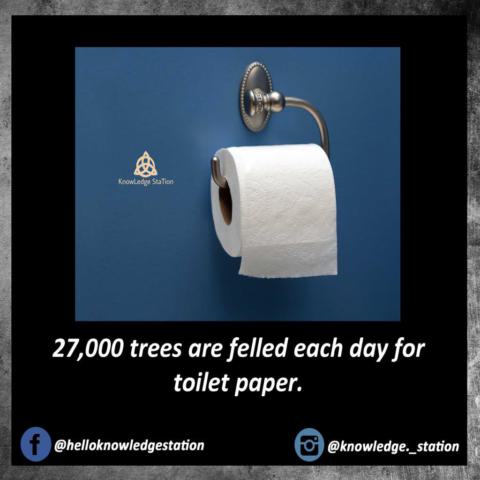 KnowLedge StaTion
27,000 trees are felled each day for
toilet paper.
@helloknowledgestation
@knowledge._station